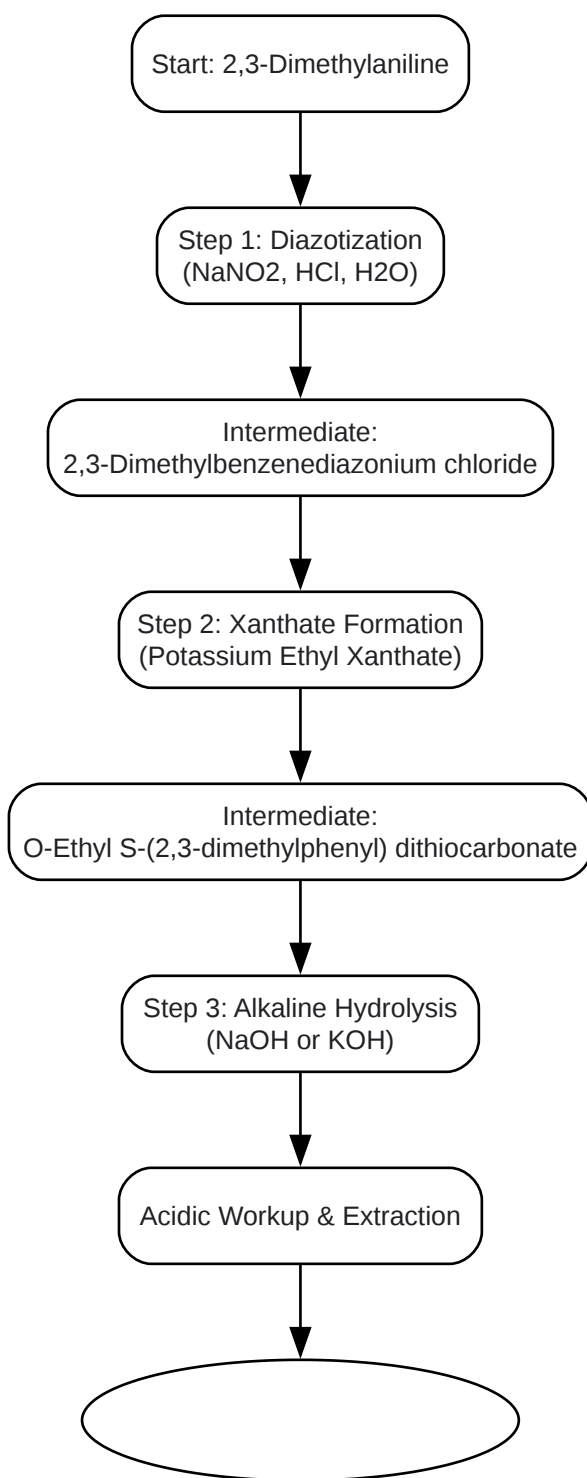 Start: 2,3-Dimethylaniline
Step 1: Diazotization
(NaNO2, HCl, H2O)
Intermediate:
2,3-Dimethylbenzenediazonium chloride
Step 2: Xanthate Formation
(Potassium Ethyl Xanthate)
Intermediate:
O-Ethyl S-(2,3-dimethylphenyl) dithiocarbonate
Step 3: Alkaline Hydrolysis
(NaOH or KOH)
Acidic Workup & Extraction